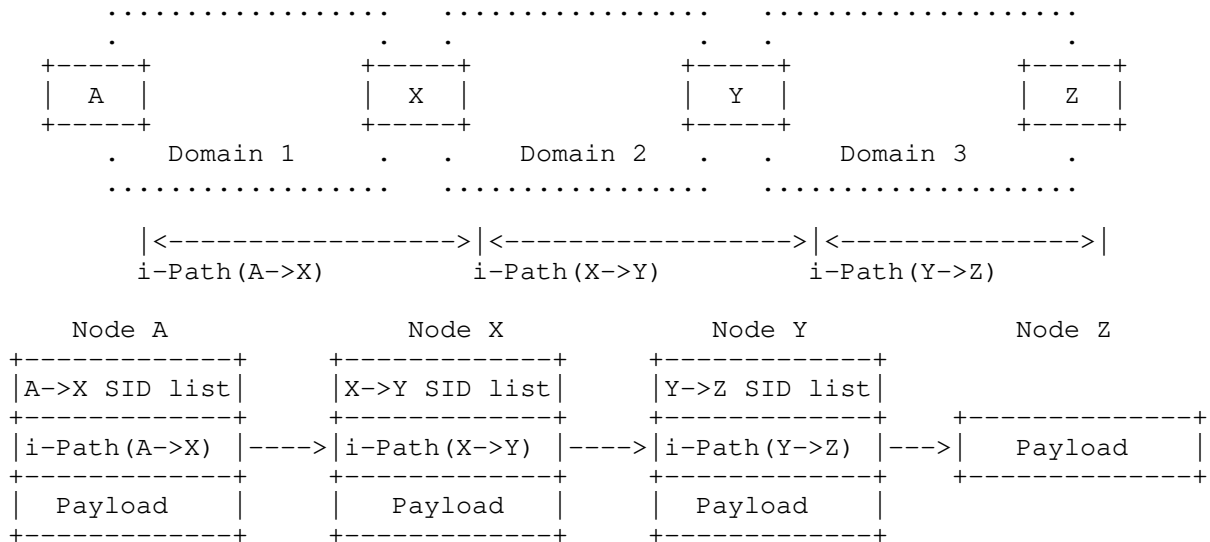 A X Y Z
Domain 1 Domain 2 Domain 3
|<------------------>|<------------------>|<--------------->|
i-Path(A->X) i-Path(X->Y) i-Path(Y->Z)
Node A Node X Node Y Node Z
A->X SID list X->Y SID list Y->Z SID list
i-Path(A->X) ----> i-Path(X->Y) ----> i-Path(Y->Z) ---> Payload
Payload Payload Payload